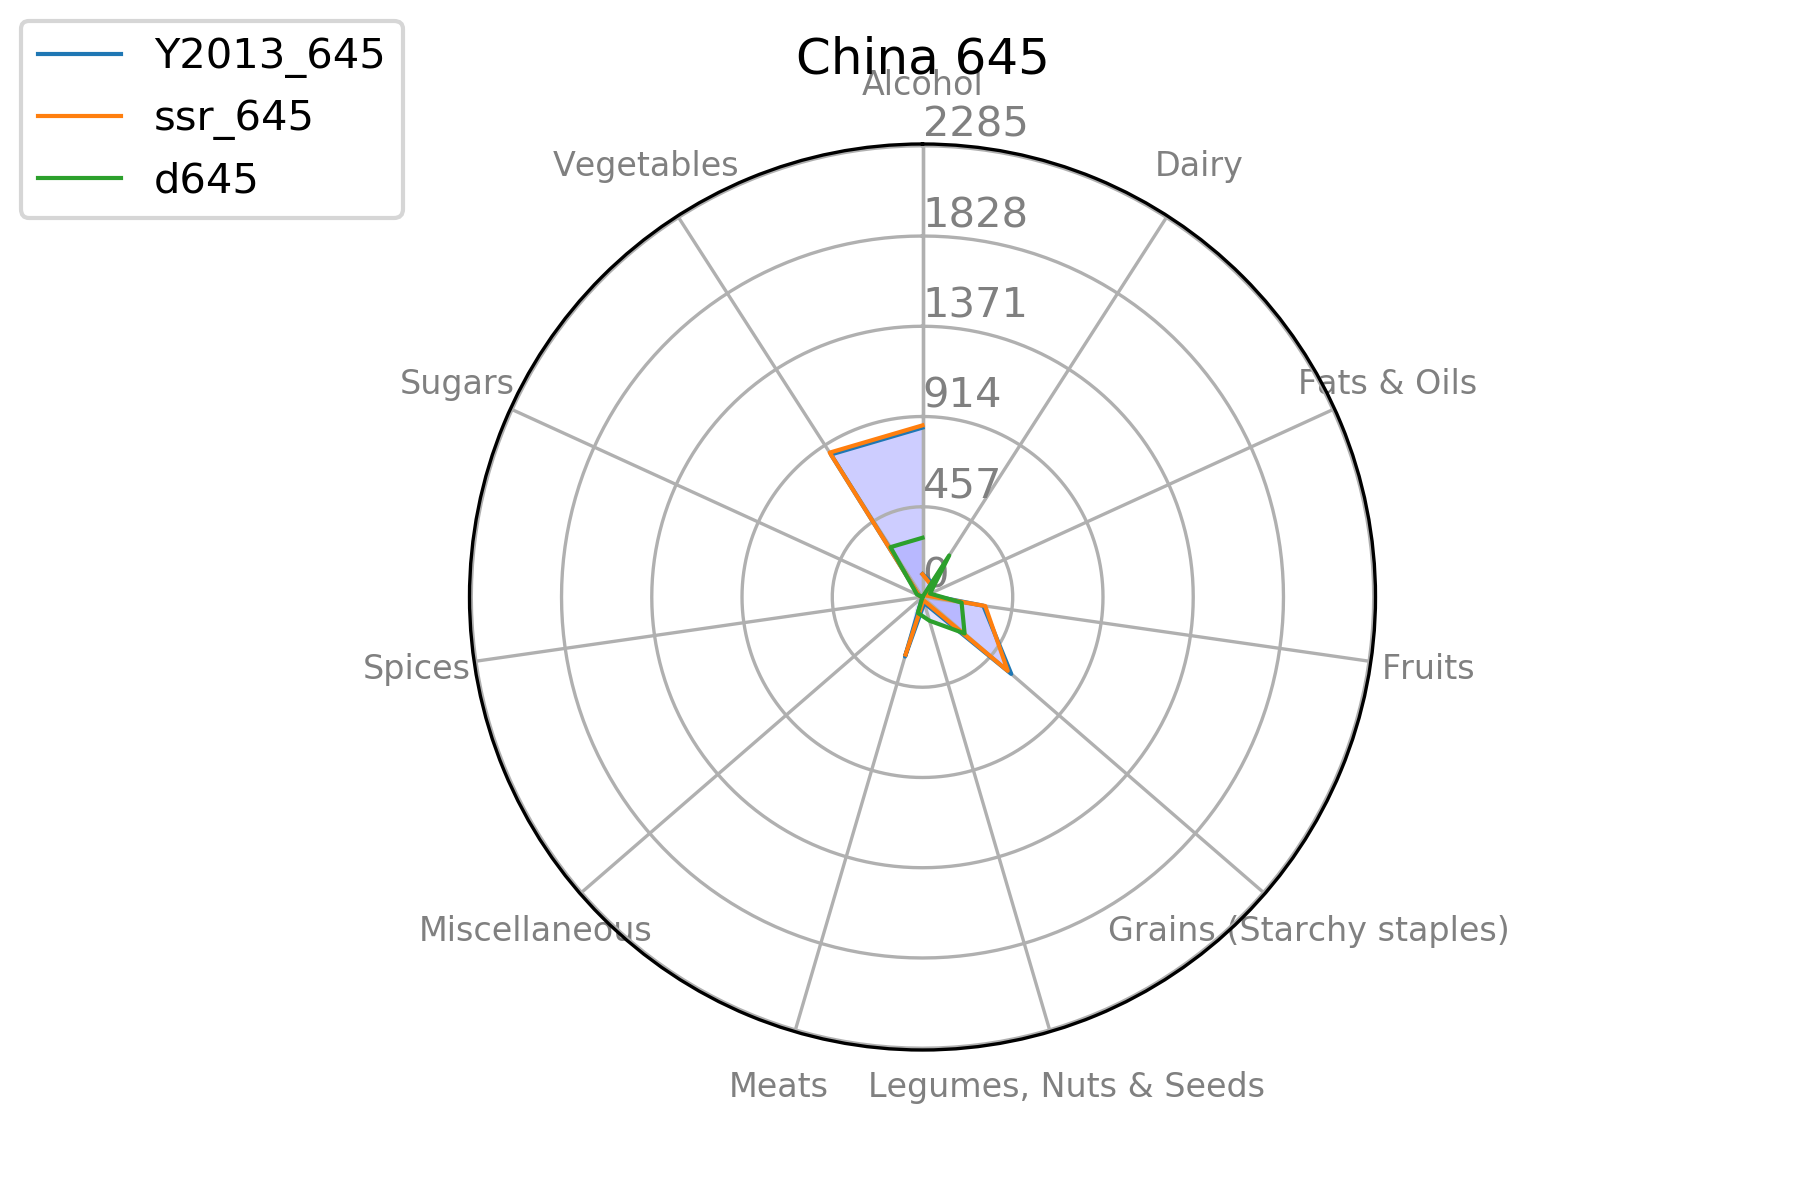 Y2013_645
ssr_645
d645
China 645
Alcohol
2285
Vegetables
Dairy
1828
1371
Sugars
914
Fats & Oils
457
0
Spices
Fruits
Miscellaneous
Grains (Starchy staples)
Meats
Legumes, Nuts & Seeds